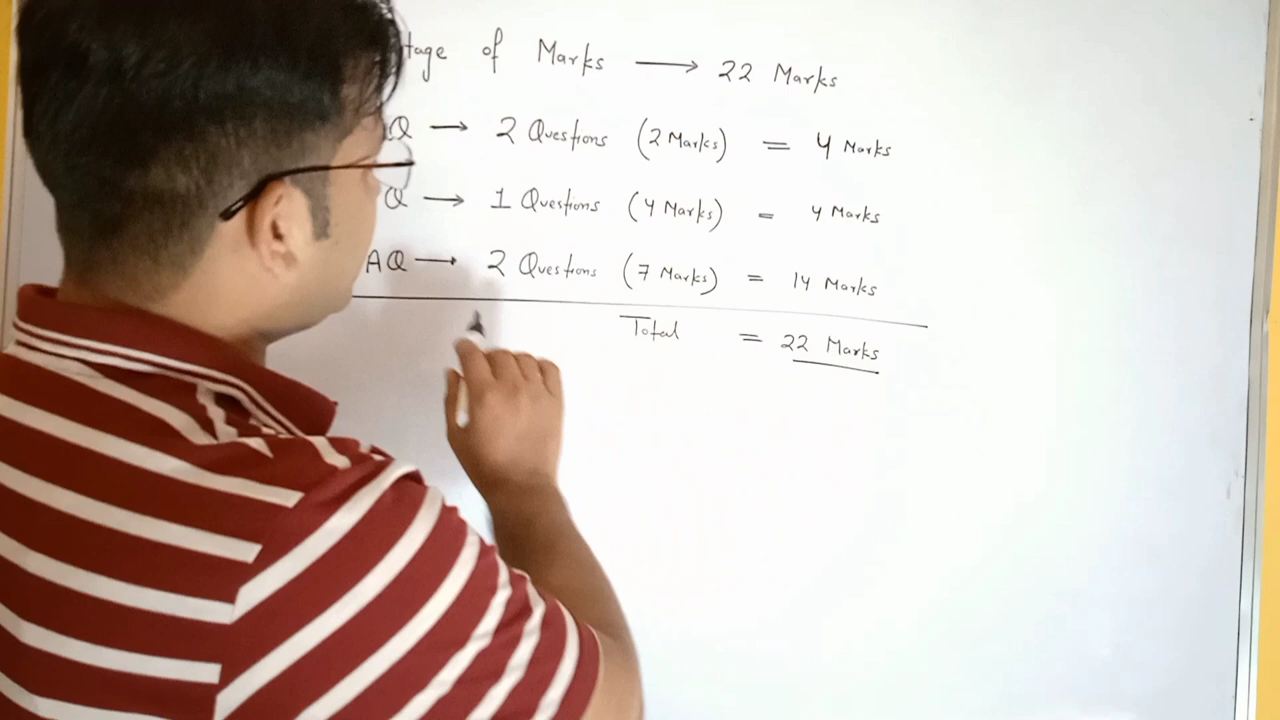 tage of Marks → 22 Marks
Q → 2 Questions (2 Marks) = 4 Marks
Q → 1 Questions (4 Marks) = 4 Marks
AQ → 2 Questions (7 Marks) = 14 Marks
Total = 22 Marks